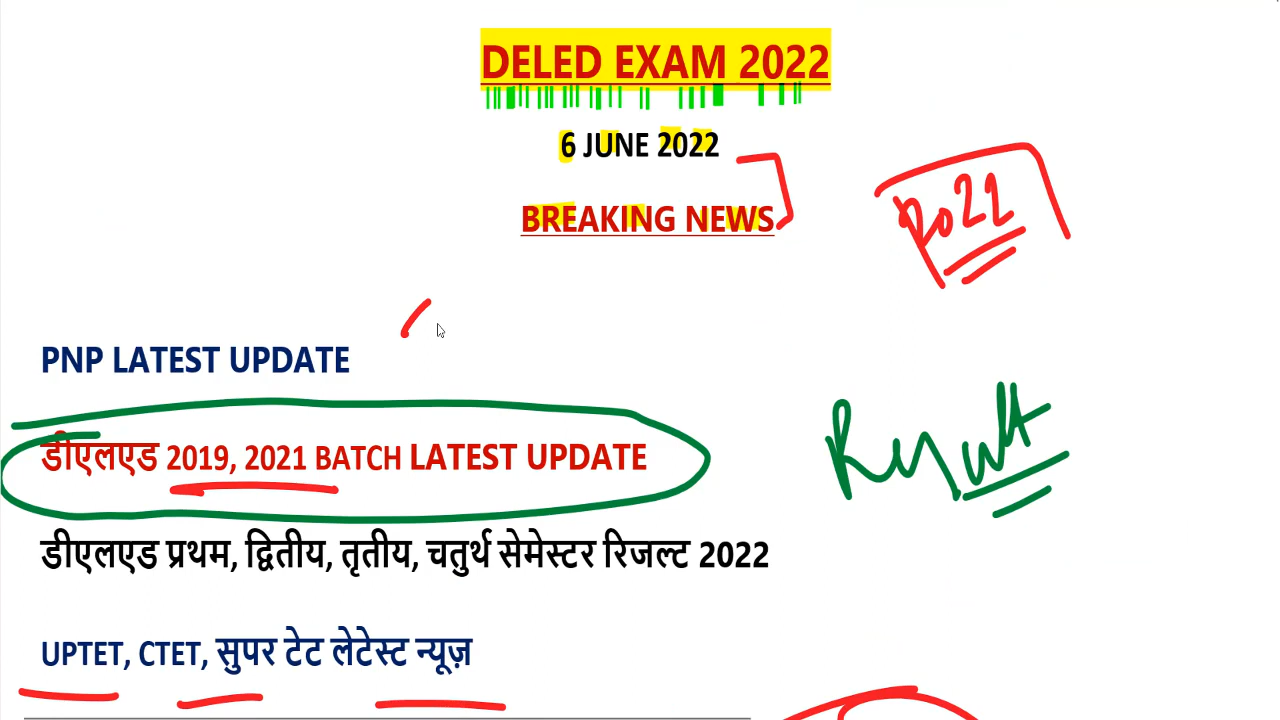 DELED EXAM 2022
6 JUNE 2022
BREAKING NEWS
PNP LATEST UPDATE
डीएलएड 2019, 2021 BATCH LATEST UPDATE
Result
डीएलएड प्रथम, द्वितीय, तृतीय, चतुर्थ सेमेस्टर रिजल्ट 2022
UPTET, CTET, सुपर टेट लेटेस्ट न्यूज़